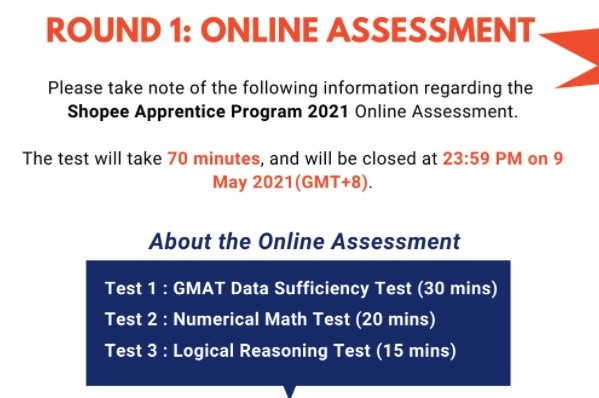 ROUND 1: ONLINE ASSESSMENT
Please take note of the following information regarding the
Shopee Apprentice Program 2021 Online Assessment.
The test will take 70 minutes, and will be closed at 23:59 PM on 9
May 2021(GMT+8).
About the Online Assessment
Test 1 : GMAT Data Sufficiency Test (30 mins)
Test 2 : Numerical Math Test (20 mins)
Test 3 : Logical Reasoning Test (15 mins)